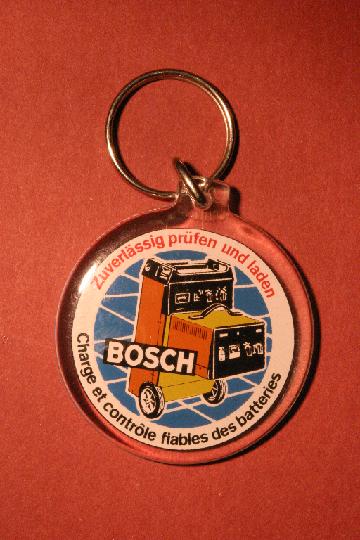 Zuverlässig prüfen und laden
BOSCH
Charge et contrôle fiables des batteries